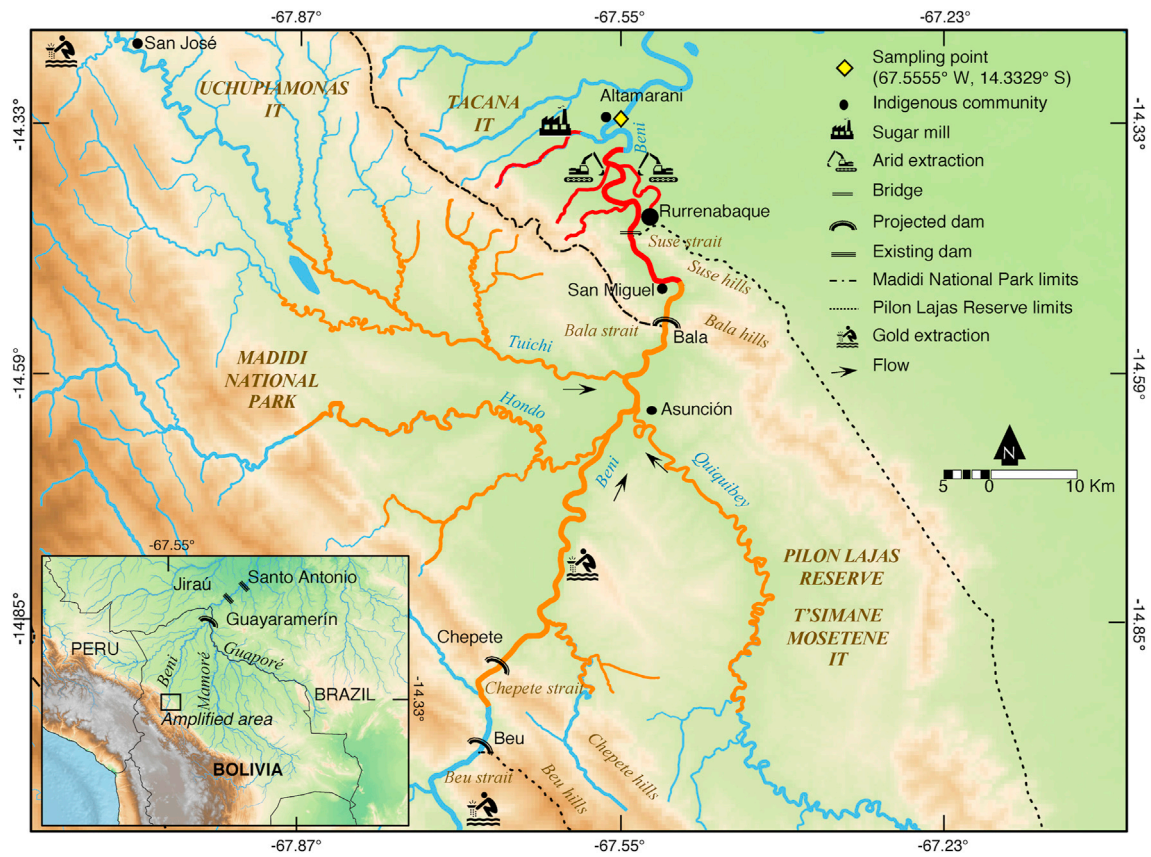 -67.87°
-67.55°
-67.23°
San José
UCHUPIAMONAS
IT
TACANA
IT
Altamarani
Beni
-14.33°
-14.33°
Sampling point
(67.5555° W, 14.3329° S)
Indigenous community
Sugar mill
Arid extraction
Bridge
Projected dam
Existing dam
Madidi National Park limits
Pilon Lajas Reserve limits
Gold extraction
Flow
Rurrenabaque
Suse strait
Suse hills
San Miguel
Bala strait
Bala
Bala hills
Tuichi
MADIDI
NATIONAL
PARK
-14.59°
-14.59°
Hondo
Asunción
Beni
Quiquibey
N
5 0 10 Km
PILON LAJAS
RESERVE
T'SIMANE
MOSETENE
IT
-14.85°
-14.85°
Chepete
Chepete strait
Chepete hills
Beu
Beu strait
Beu hills
-67.55°
Jiraú
Santo Antonio
Guayaramerín
PERU
Beni
Mamoré
Guaporé
BRAZIL
-14.33°
Amplified area
BOLIVIA
-67.87°
-67.55°
-67.23°